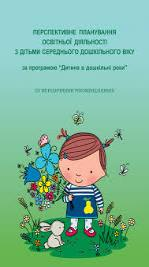 ПЕРСПЕКТИВНЕ ПЛАНУВАННЯ
ОСВІТНЬОЇ ДІЯЛЬНОСТІ
З ДІТЬМИ СЕРЕДНЬОГО ДОШКІЛЬНОГО ВІКУ
за програмою "Дитина в дошкільні роки"